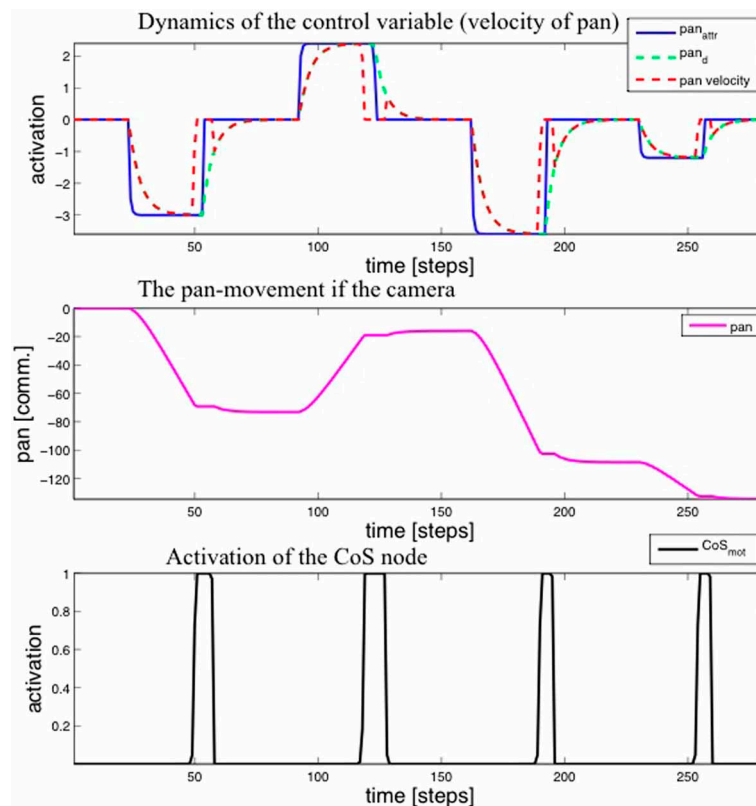 Dynamics of the control variable (velocity of pan)
pan_attr
pan_d
pan velocity
activation
2
1
0
−1
−2
−3
50 100 150 200 250
time [steps]
The pan-movement if the camera
pan
pan [comm.]
0
−20
−40
−60
−80
−100
−120
50 100 150 200 250
time [steps]
Activation of the CoS node
CoS_mot
activation
1
0.8
0.6
0.4
0.2
50 100 150 200 250
time [steps]